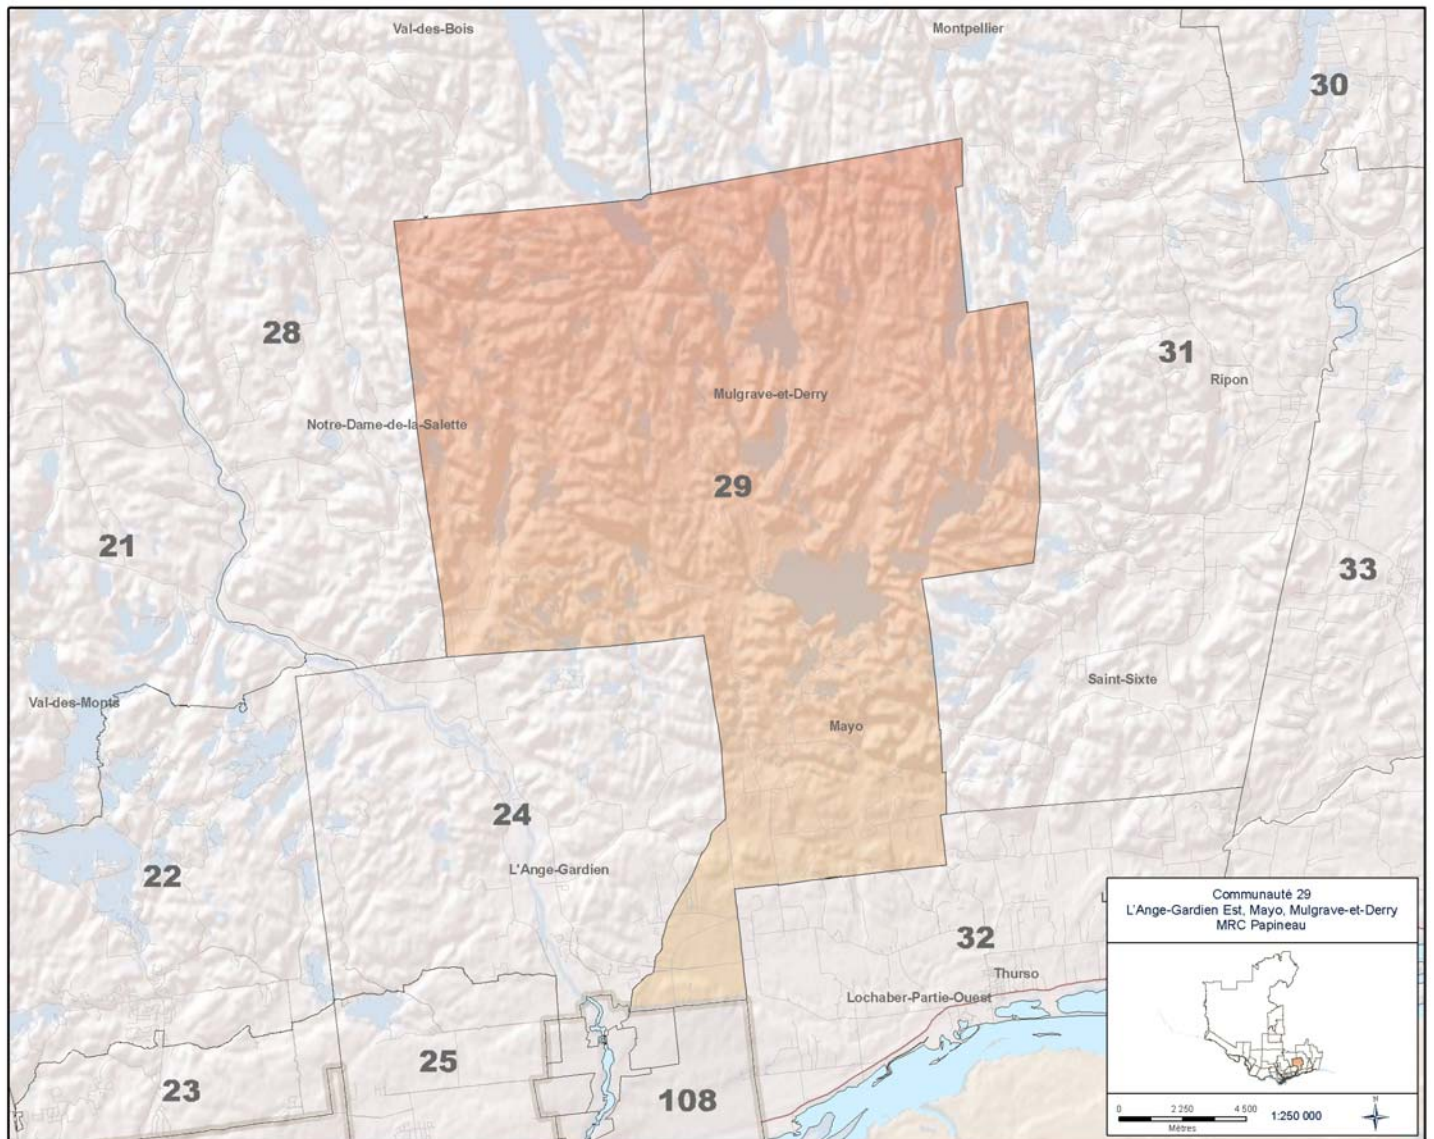 Val-des-Bois
Montpellier
30
28
31
Ripon
Mulgrave-et-Derry
Notre-Dame-de-la-Salette
29
21
33
Saint-Sixte
Val-des-Monts
Mayo
24
L'Ange-Gardien
22
32
Thurso
Lochaber-Partie-Ouest
25
23
108
L
Communauté 29
L'Ange-Gardien Est, Mayo, Mulgrave-et-Derry
MRC Papineau
0 2 250 4 500
Mètres
1:250 000
N